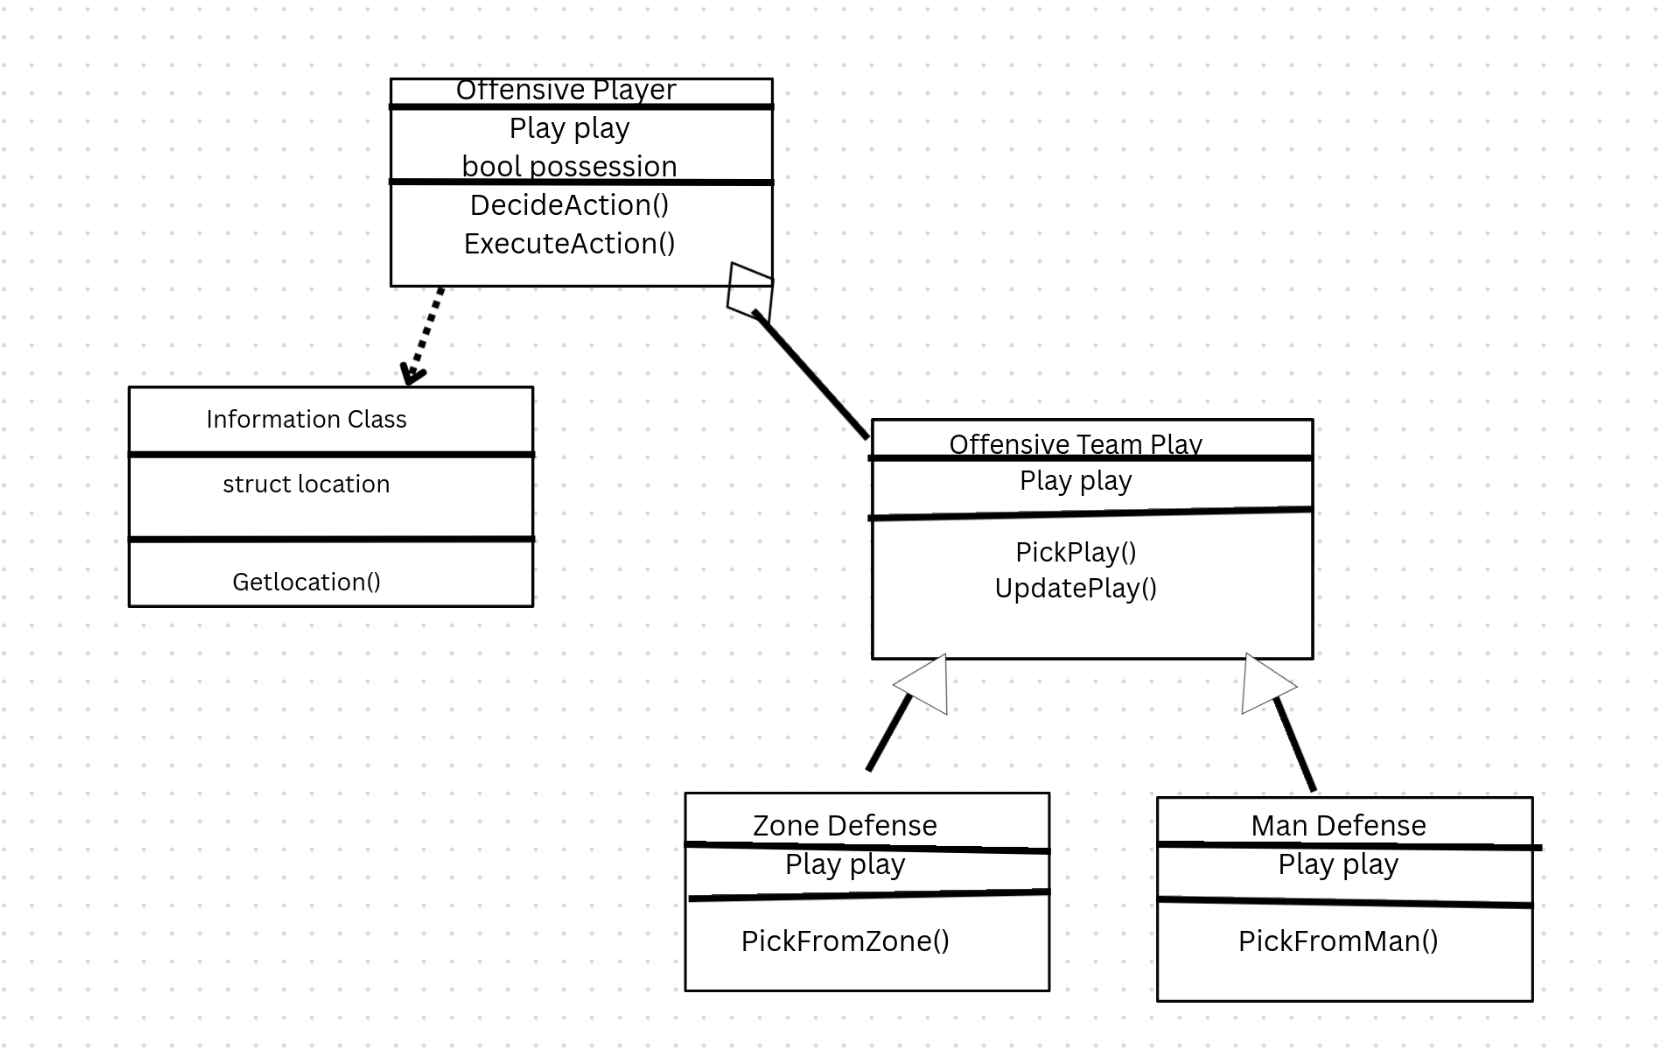 Offensive Player
Play play
bool possession
DecideAction()
ExecuteAction()
Information Class
struct location
Getlocation()
Offensive Team Play
Play play
PickPlay()
UpdatePlay()
Zone Defense
Play play
PickFromZone()
Man Defense
Play play
PickFromMan()